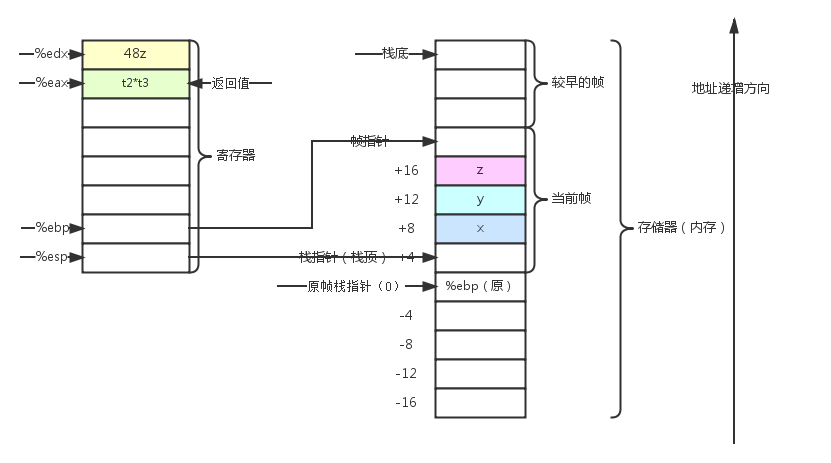 %edx 48z 栈底
%eax t2*t3 返回值 较早的帧 地址递增方向
帧指针
寄存器
+16 z
+12 y 当前帧
%ebp +8 x 存储器（内存）
%esp 栈指针（栈顶） +4
原帧栈指针（0） %ebp（原）
-4
-8
-12
-16